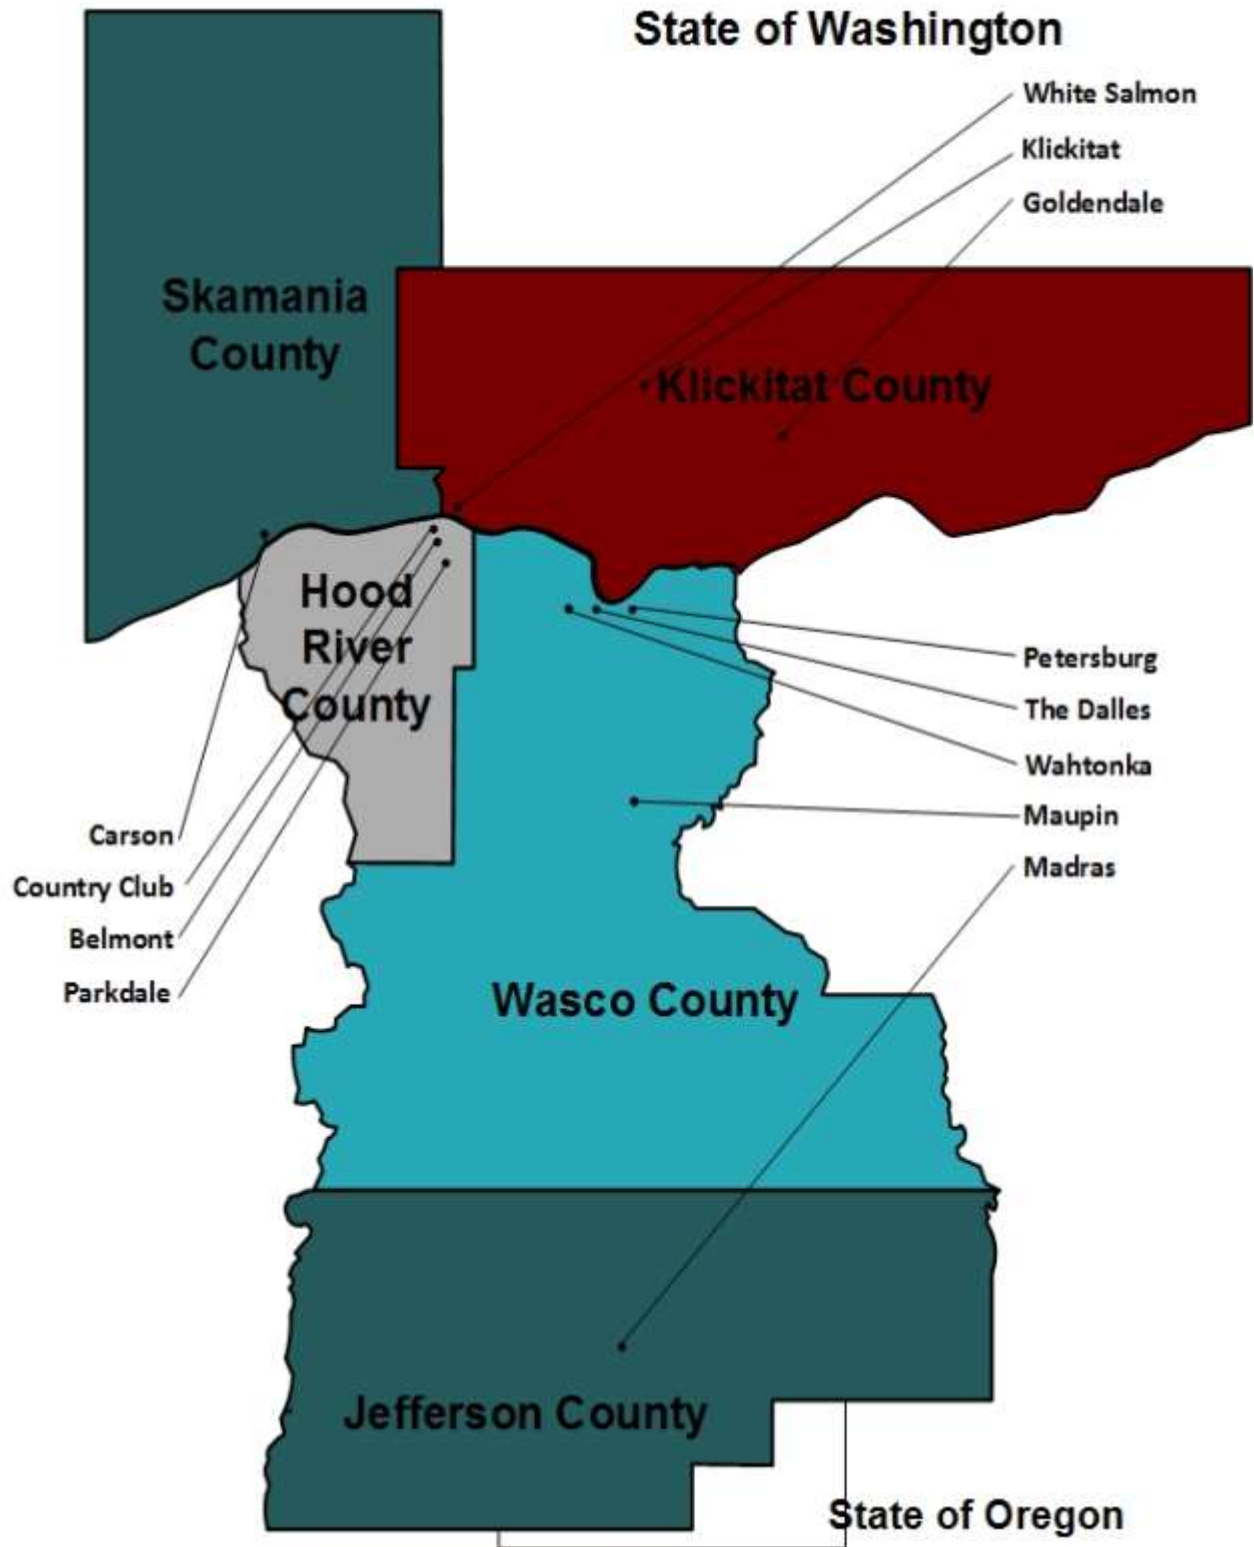 State of Washington
White Salmon
Klickitat
Goldendale
Skamania
County
Klickitat County
Hood
River
County
Petersburg
The Dalles
Wahtonka
Maupin
Madras
Carson
Country Club
Belmont
Parkdale
Wasco County
Jefferson County
State of Oregon